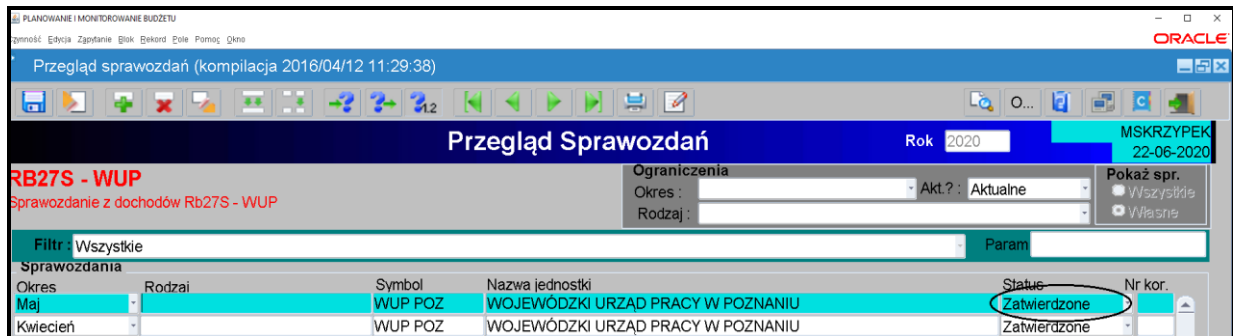 PLANOWANIE I MONITOROWANIE BUDŻETU
zynność Edycja Zapytanie Blok Rekord Pole Pomoc Okno
ORACLE
Przegląd sprawozdań (kompilacja 2016/04/12 11:29:38)
1.2 O... C
Przegląd Sprawozdań Rok 2020 MSKRZYPEK
22-06-2020
RB27S - WUP
Sprawozdanie z dochodów Rb27S - WUP
Ograniczenia
Okres : Akt.? : Aktualne
Rodzaj :
Pokaż spr.
Wszystkie
Własne
Filtr : Wszystkie Param
Sprawozdania
Okres Rodzaj Symbol Nazwa jednostki Status Nr kor.
Maj WUP POZ WOJEWÓDZKI URZĄD PRACY W POZNANIU Zatwierdzone
Kwiecień WUP POZ WOJEWÓDZKI URZĄD PRACY W POZNANIU Zatwierdzone